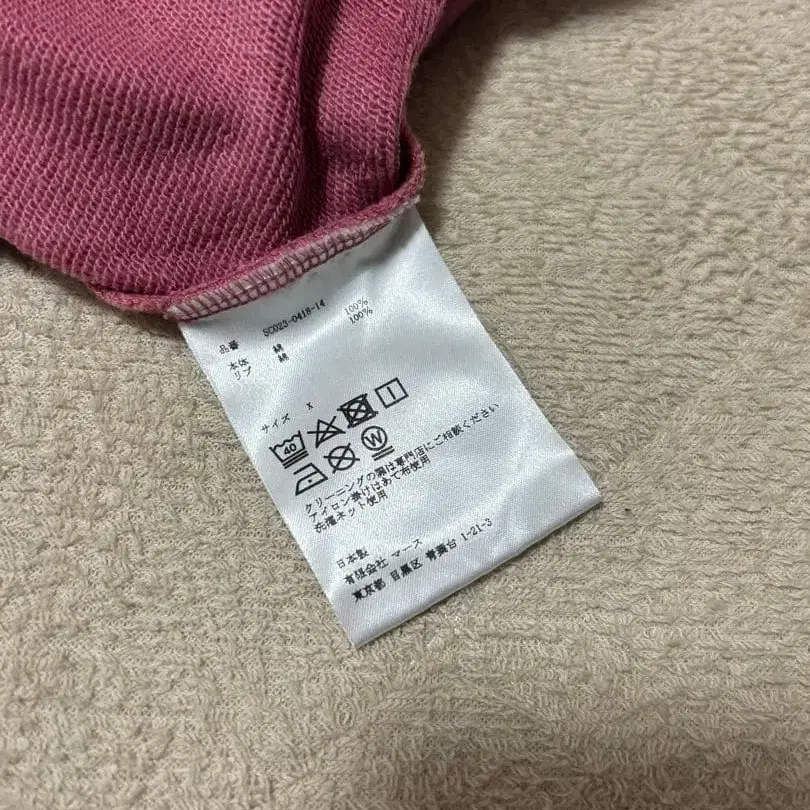 品番 SC023-0418-14
本体 綿 100%
リブ 綿 100%
サイズ X
40
W
クリーニングの際は専門店にご相談ください
アイロン掛けはあて布使用
洗濯ネット使用
日本製
有限会社 マース
東京都 目黒区 青葉台 1-21-3